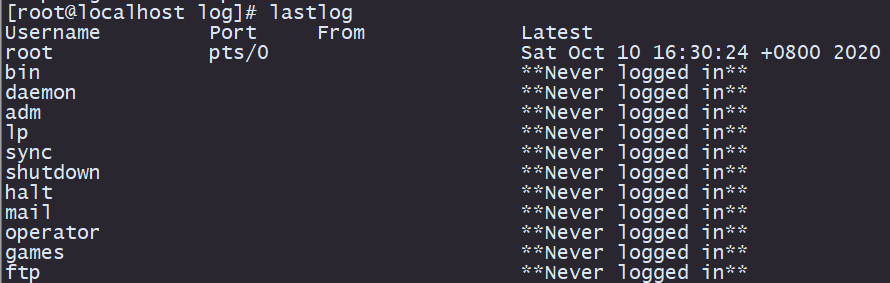 [root@localhost log]# lastlog
Username         Port     From             Latest
root             pts/0                     Sat Oct 10 16:30:24 +0800 2020
bin                                        **Never logged in**
daemon                                     **Never logged in**
adm                                        **Never logged in**
lp                                         **Never logged in**
sync                                       **Never logged in**
shutdown                                   **Never logged in**
halt                                       **Never logged in**
mail                                       **Never logged in**
operator                                   **Never logged in**
games                                      **Never logged in**
ftp                                        **Never logged in**